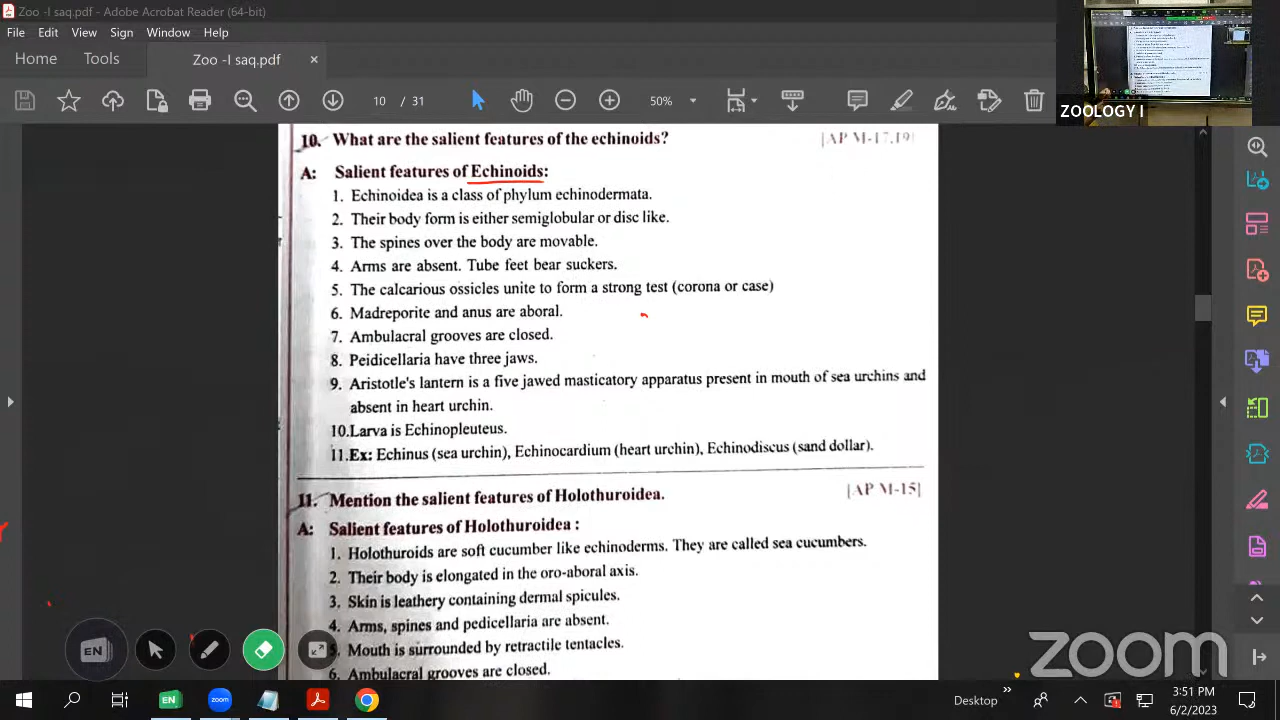 Zoo -I saq.pdf - Adobe Acrobat Reader (64-bit)
File Edit View Sign Window Help
ome Tools Zoo -I saq.pdf ×
10 / 31 50%
ZOOLOGY I
10. What are the salient features of the echinoids? [AP M-17,19]
A: Salient features of Echinoids:
1. Echinoidea is a class of phylum echinodermata.
2. Their body form is either semiglobular or disc like.
3. The spines over the body are movable.
4. Arms are absent. Tube feet bear suckers.
5. The calcarious ossicles unite to form a strong test (corona or case)
6. Madreporite and anus are aboral.
7. Ambulacral grooves are closed.
8. Peidicellaria have three jaws.
9. Aristotle's lantern is a five jawed masticatory apparatus present in mouth of sea urchins and
absent in heart urchin.
10.Larva is Echinopleuteus.
11.Ex: Echinus (sea urchin), Echinocardium (heart urchin), Echinodiscus (sand dollar).
11. Mention the salient features of Holothuroidea. [AP M-15]
A: Salient features of Holothuroidea :
1. Holothuroids are soft cucumber like echinoderms. They are called sea cucumbers.
2. Their body is elongated in the oro-aboral axis.
3. Skin is leathery containing dermal spicules.
4. Arms, spines and pedicellaria are absent.
5. Mouth is surrounded by retractile tentacles.
6. Ambulacral grooves are closed.
EN
zoom
EN zoom Desktop » 3:51 PM
6/2/2023